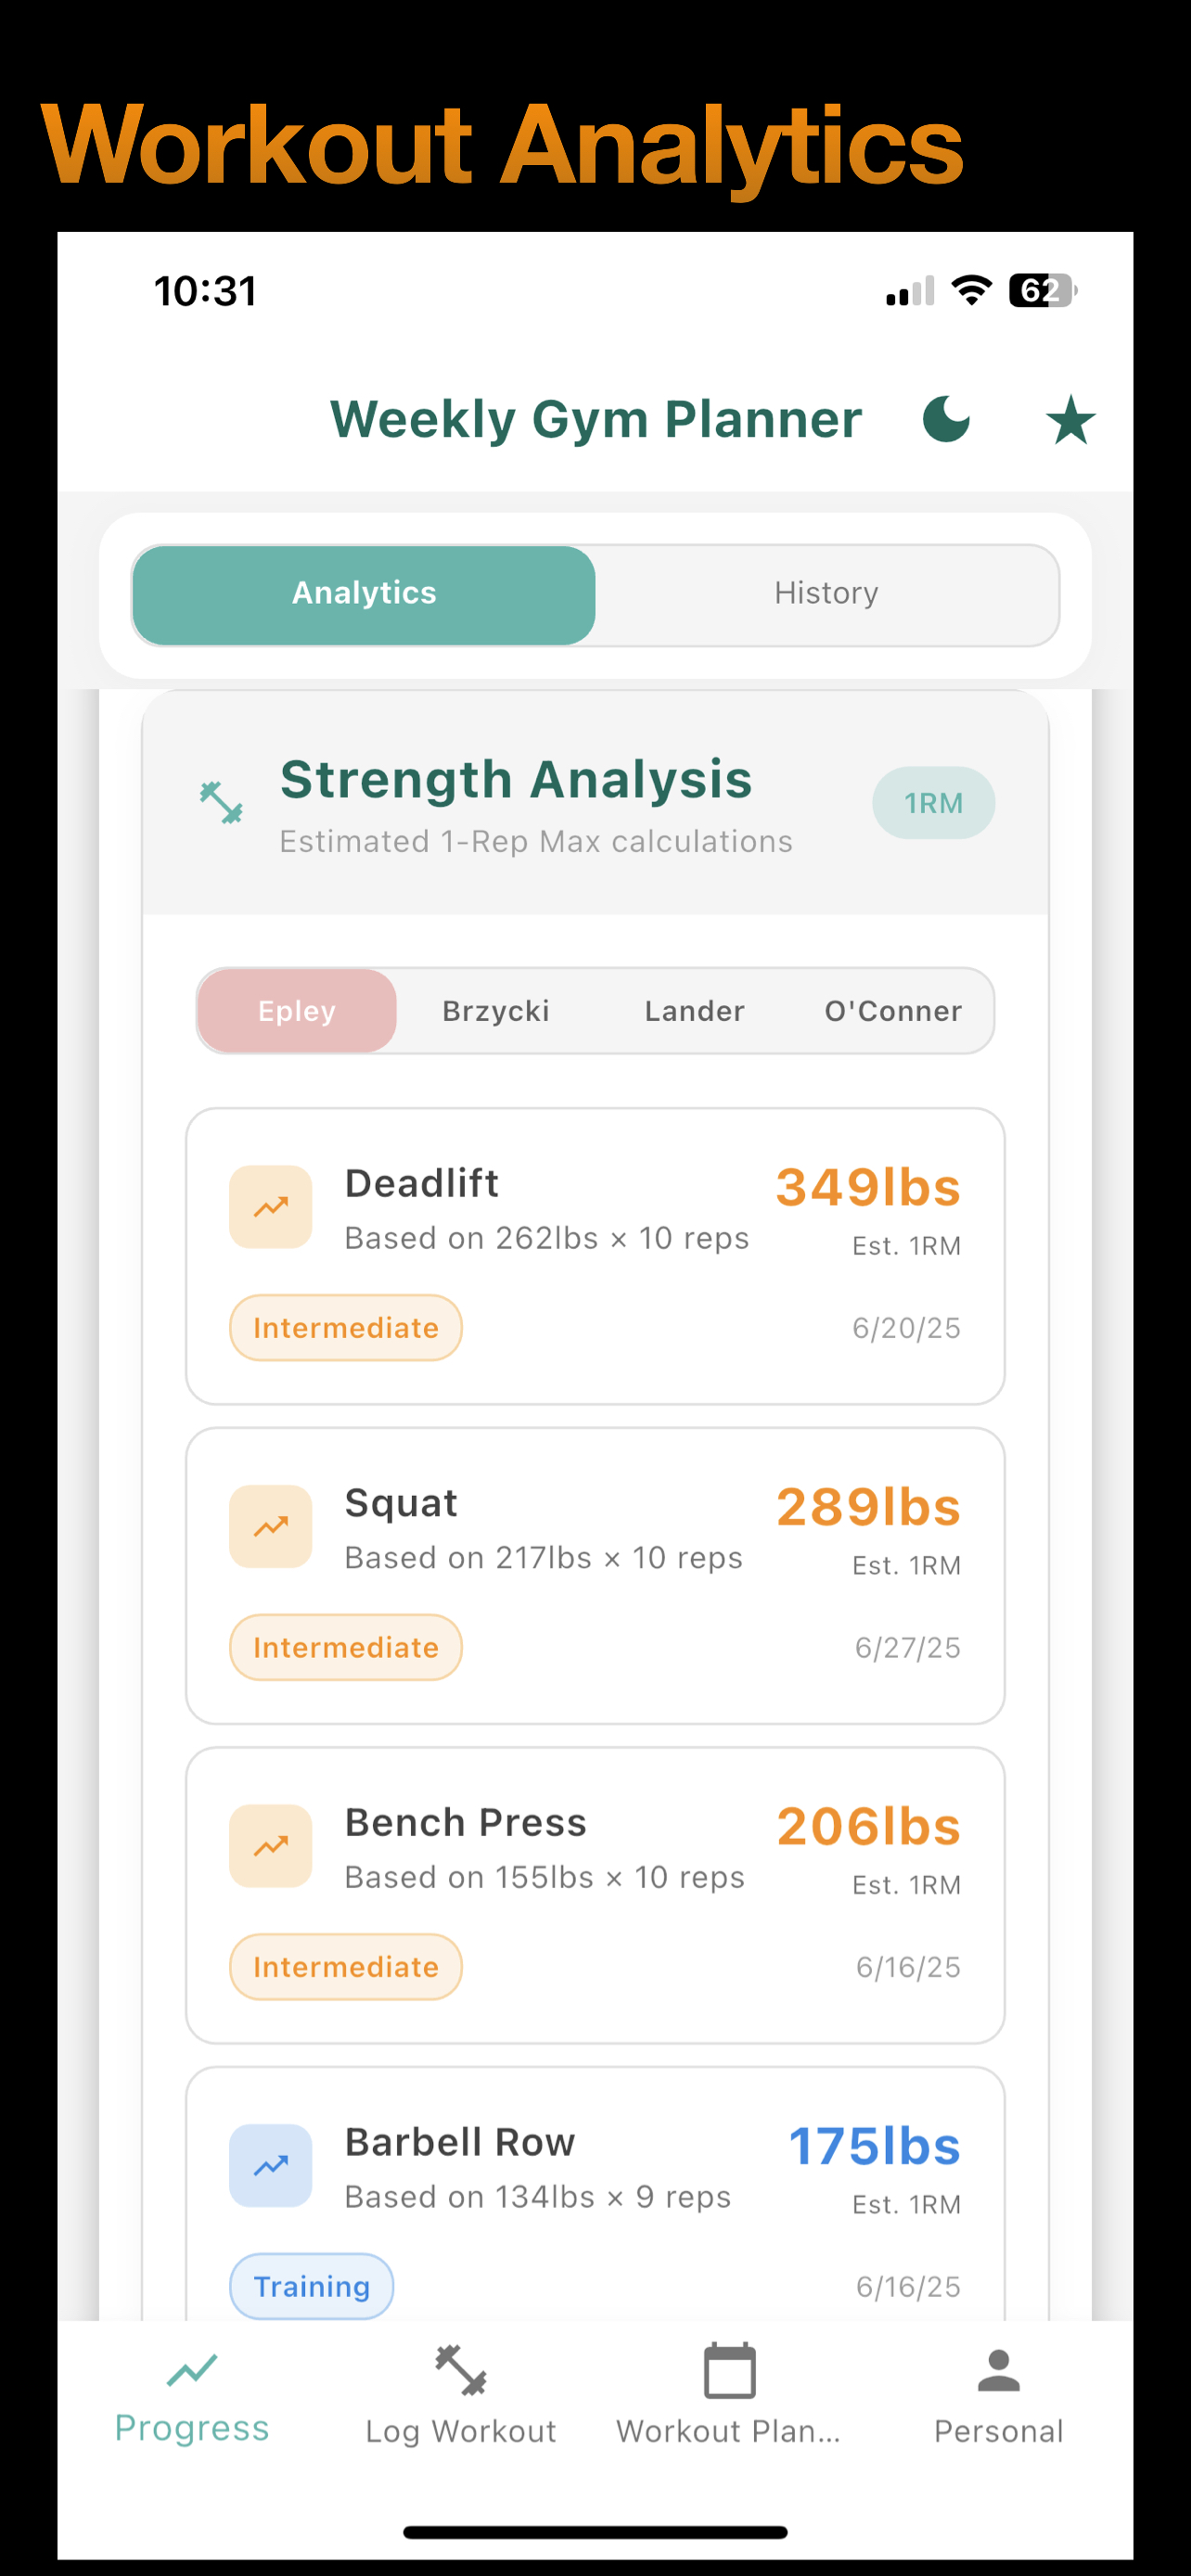 Workout Analytics
10:31
62
Weekly Gym Planner
Analytics
History
Strength Analysis
Estimated 1-Rep Max calculations
1RM
Epley
Brzycki
Lander
O'Conner
Deadlift
349lbs
Based on 262lbs × 10 reps
Est. 1RM
Intermediate
6/20/25
Squat
289lbs
Based on 217lbs × 10 reps
Est. 1RM
Intermediate
6/27/25
Bench Press
206lbs
Based on 155lbs × 10 reps
Est. 1RM
Intermediate
6/16/25
Barbell Row
175lbs
Based on 134lbs × 9 reps
Est. 1RM
Training
6/16/25
Progress
Log Workout
Workout Plan...
Personal